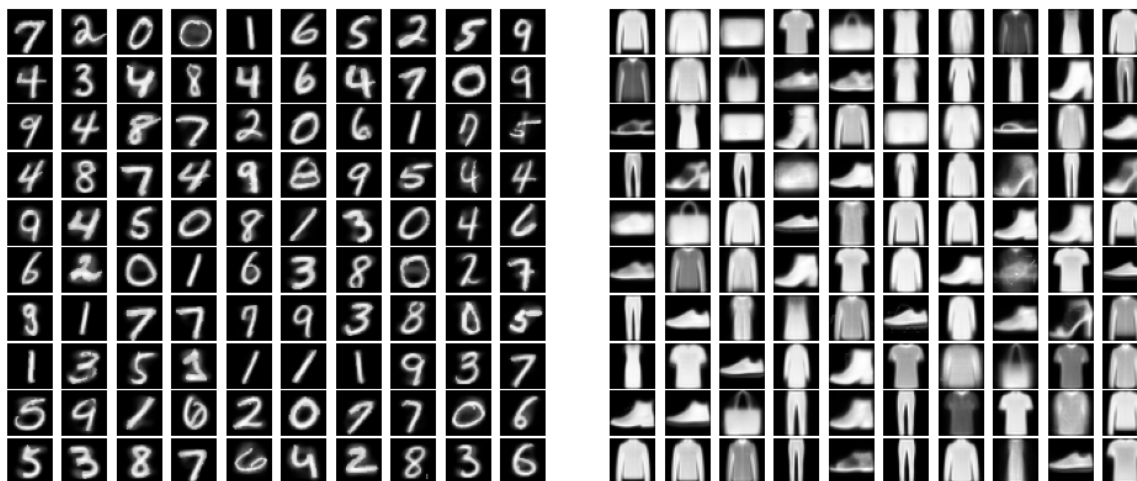 7 2 0 0 1 6 5 2 5 9
4 3 4 8 4 6 4 7 0 9
9 4 8 7 2 0 6 1 7 5
4 8 7 4 9 8 9 5 4 4
9 4 5 0 8 1 3 0 4 6
6 2 0 1 6 3 8 0 2 7
9 1 7 7 7 9 3 8 0 5
1 3 5 3 1 1 1 9 3 7
5 9 1 6 2 0 7 7 0 6
5 3 8 7 6 4 2 8 3 6